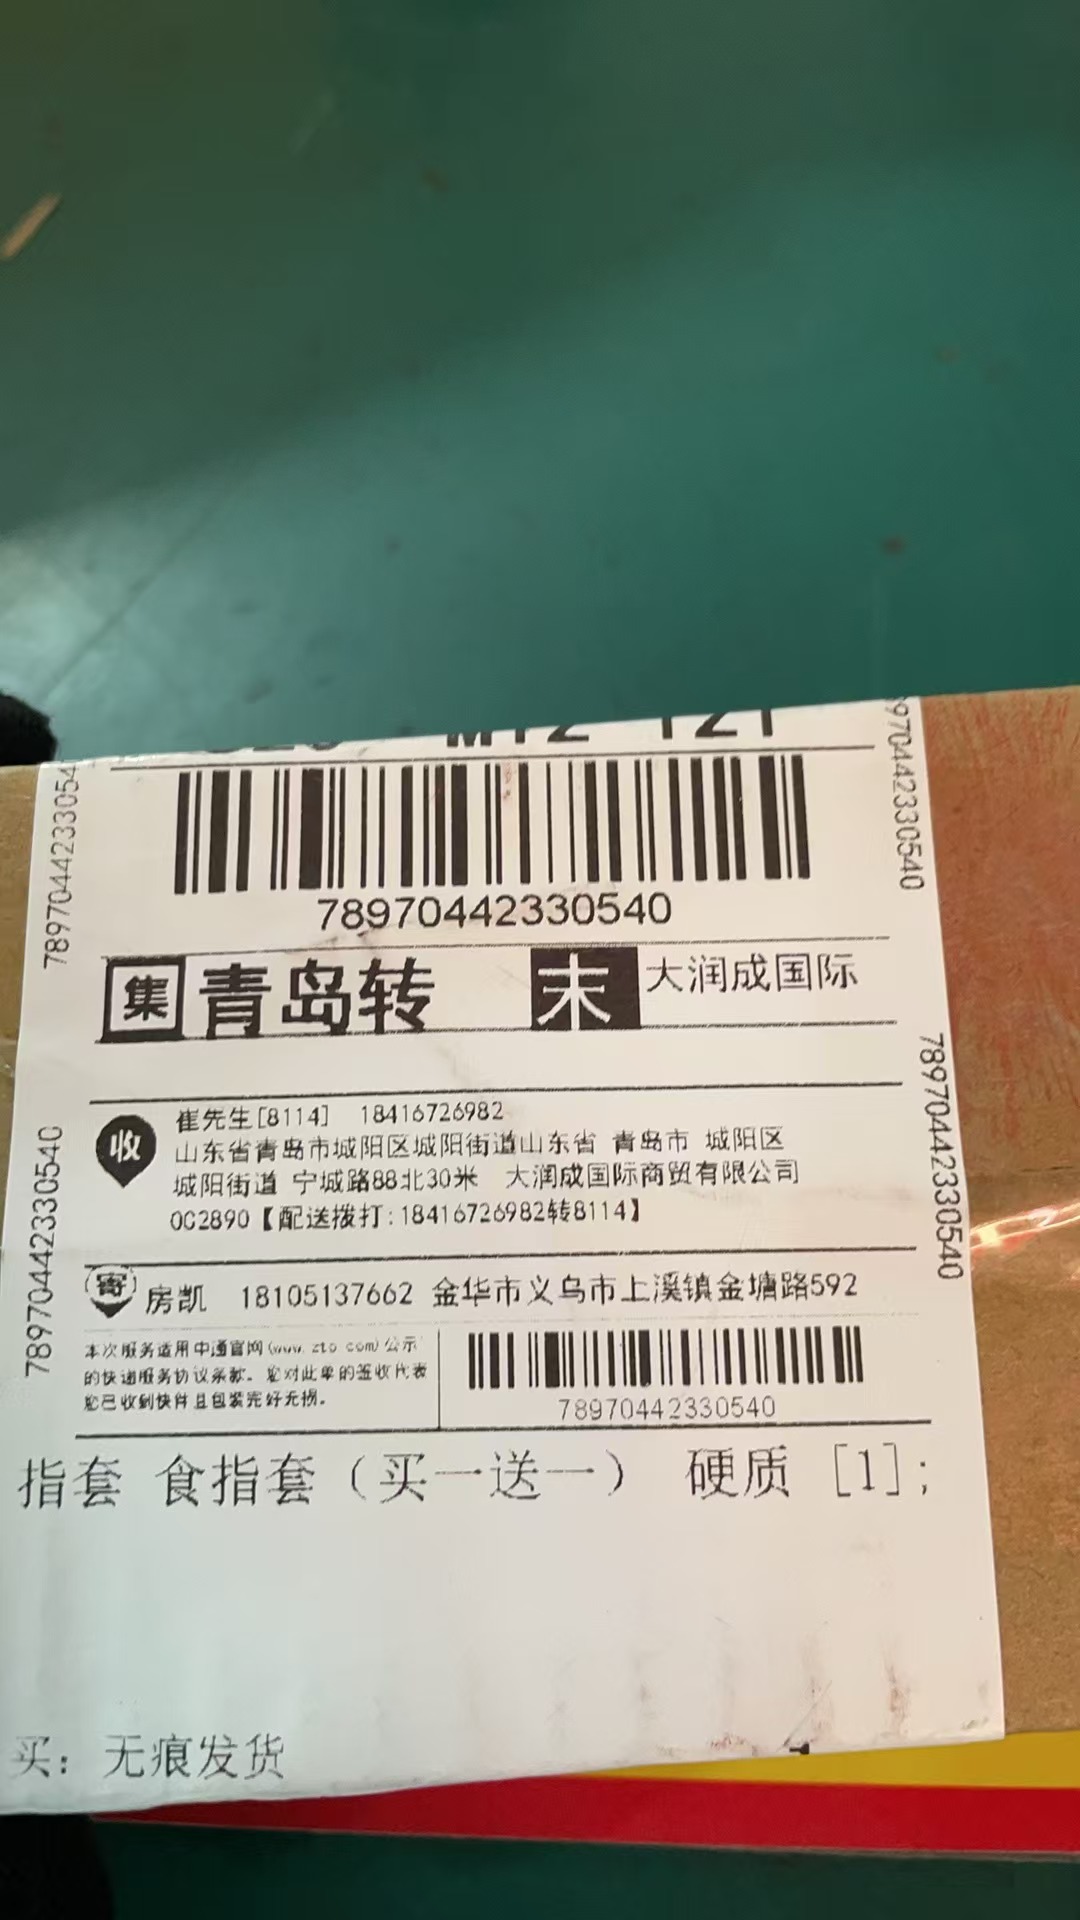 78970442330540
集 青岛转 末 大润成国际
收 崔先生[8114] 18416726982
山东省青岛市城阳区城阳街道山东省 青岛市 城阳区
城阳街道 宁城路88北30米 大润成国际商贸有限公司
0C2890【配送拨打:18416726982转8114】
寄 房凯 18105137662 金华市义乌市上溪镇金塘路592
本次服务适用中通官网(www.zto.com)公示
的快递服务协议条款。您对此单的签收代表
您已收到快件且包装完好无损。
78970442330540
指套 食指套（买一送一） 硬质 [1];
买: 无痕发货
7897044233054
78970442330540
970442330540
78970442330540